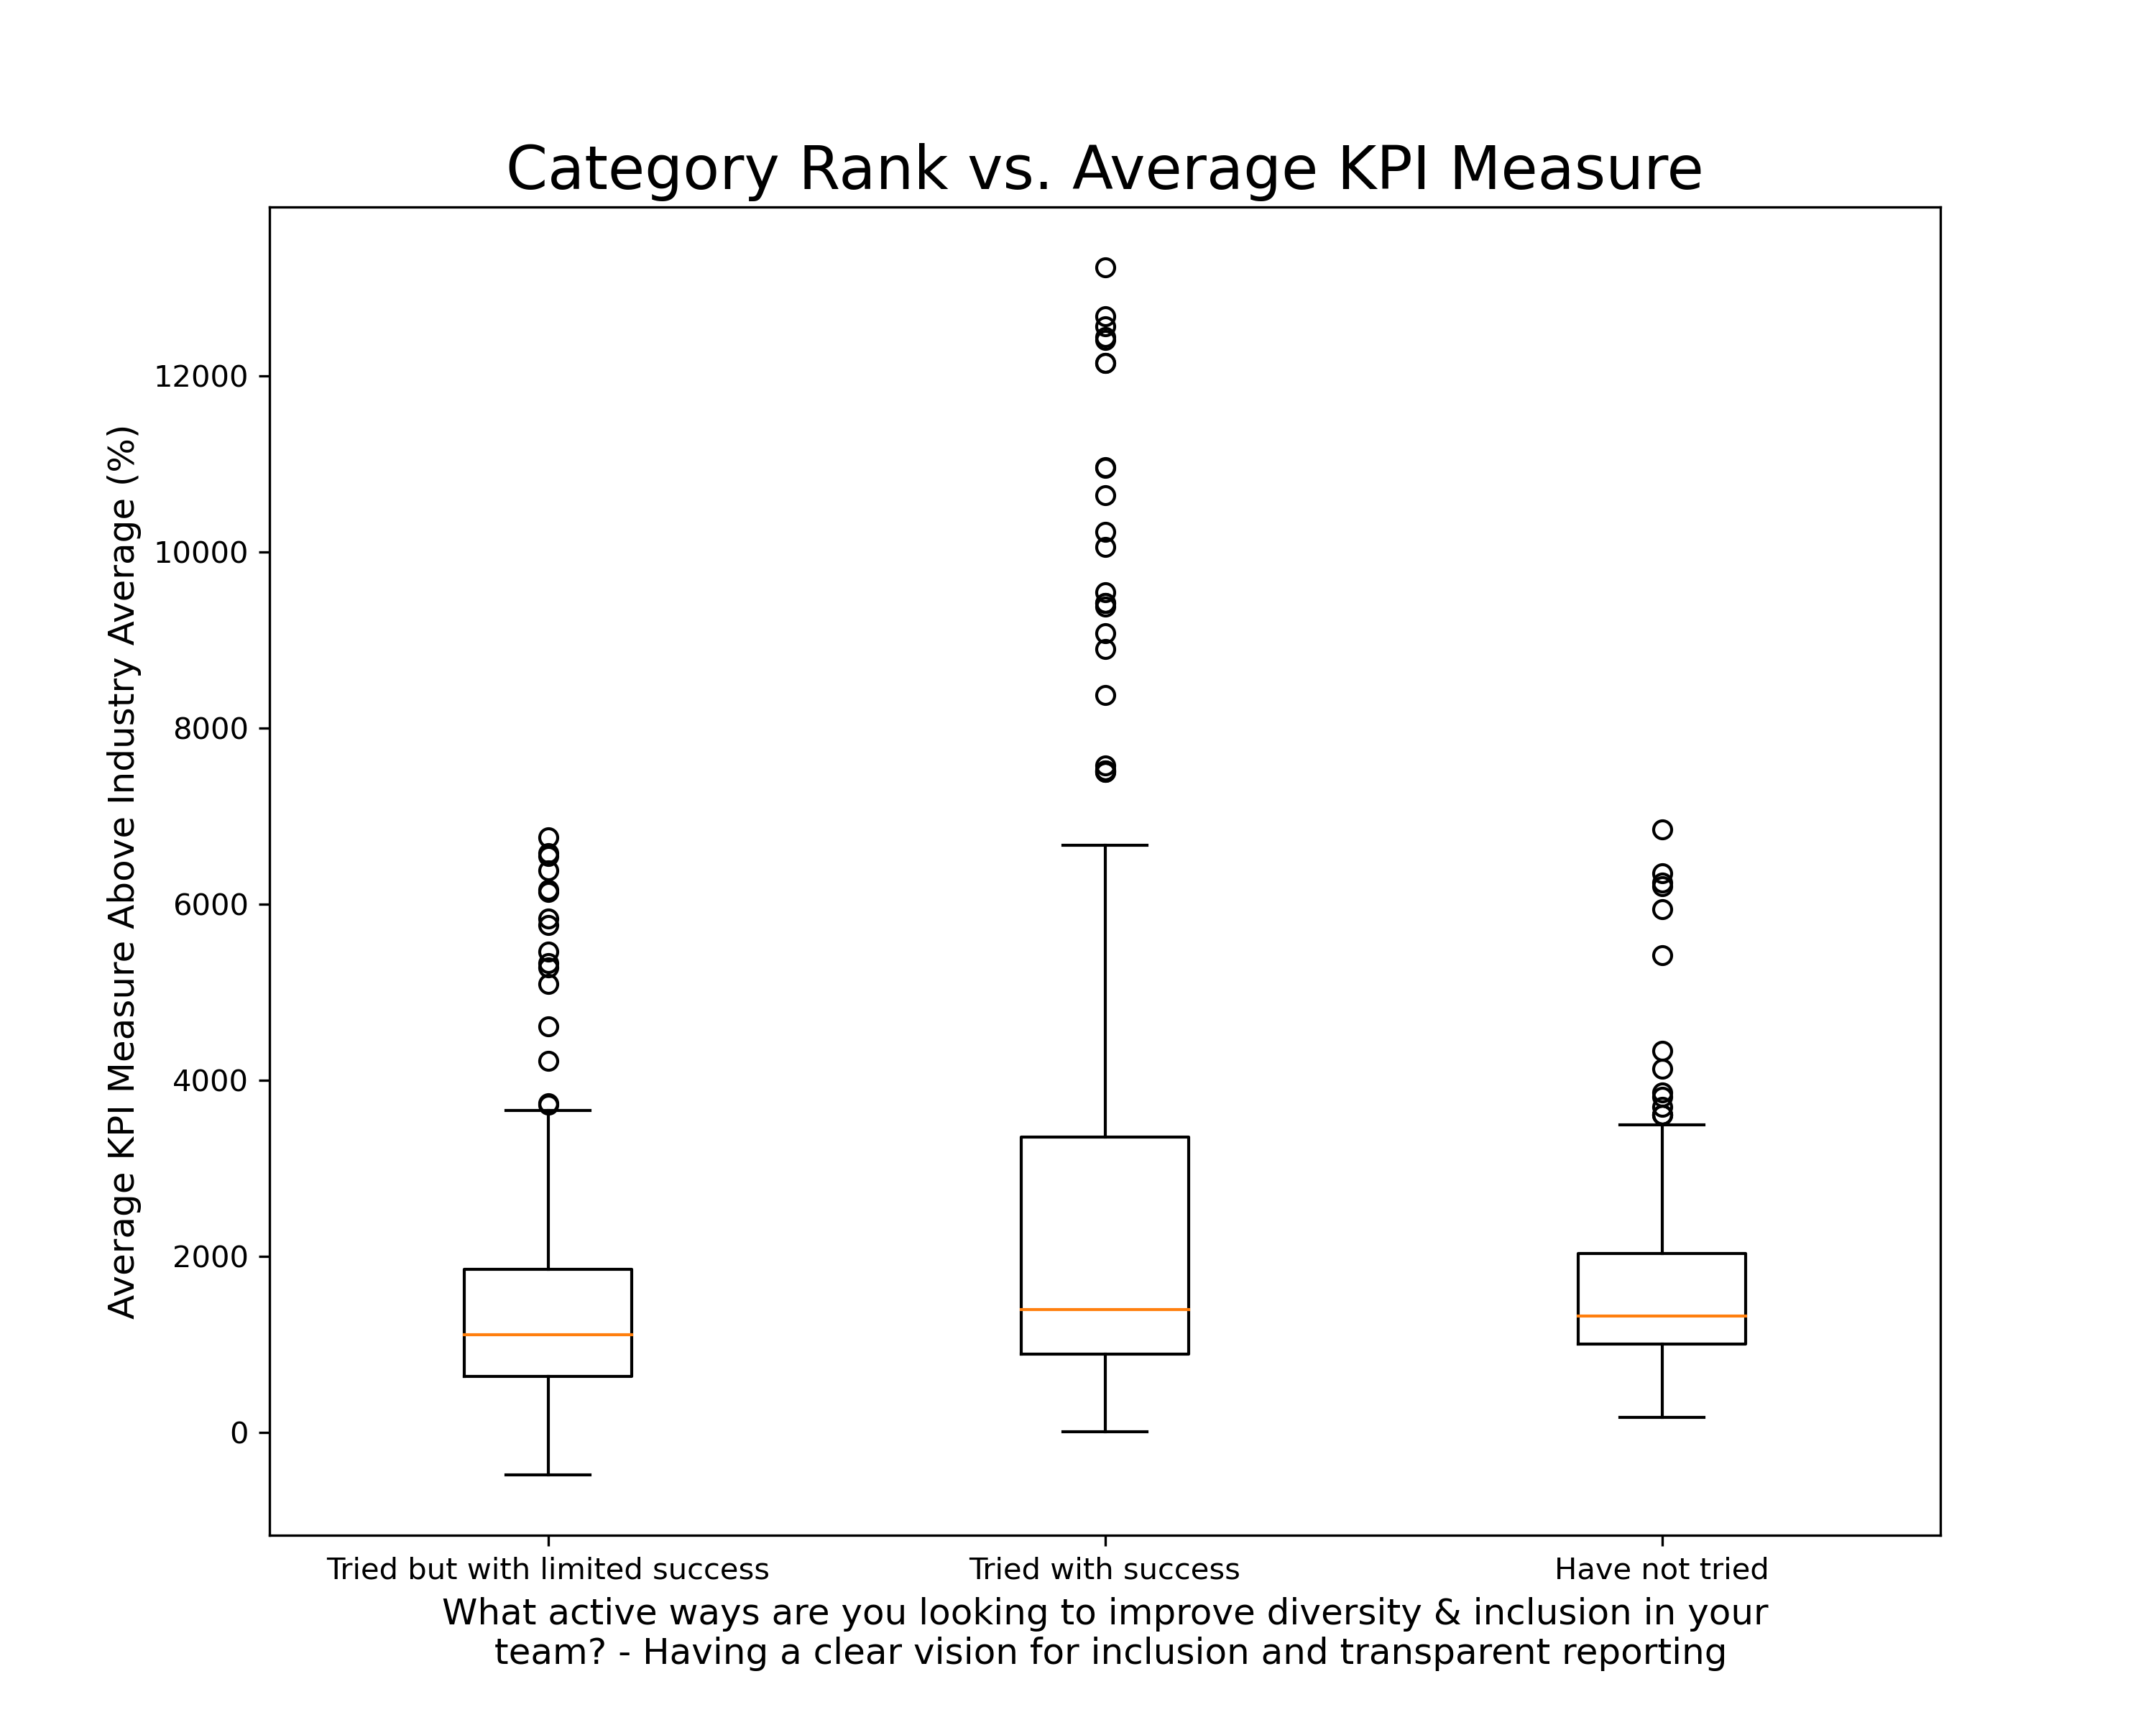 Category Rank vs. Average KPI Measure
Average KPI Measure Above Industry Average (%)
12000
10000
8000
6000
4000
2000
0
Tried but with limited success
Tried with success
Have not tried
What active ways are you looking to improve diversity & inclusion in your
team? - Having a clear vision for inclusion and transparent reporting